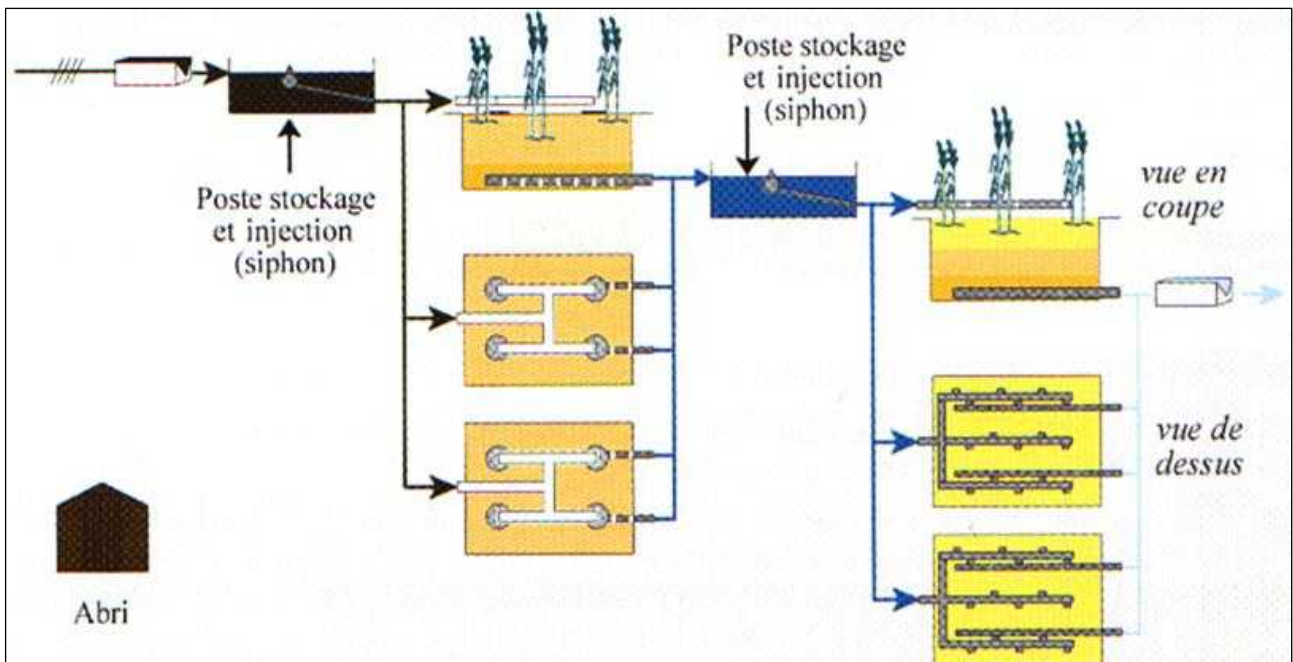 Poste stockage
et injection
(siphon)
Poste stockage
et injection
(siphon)
vue en
coupe
vue de
dessus
Abri